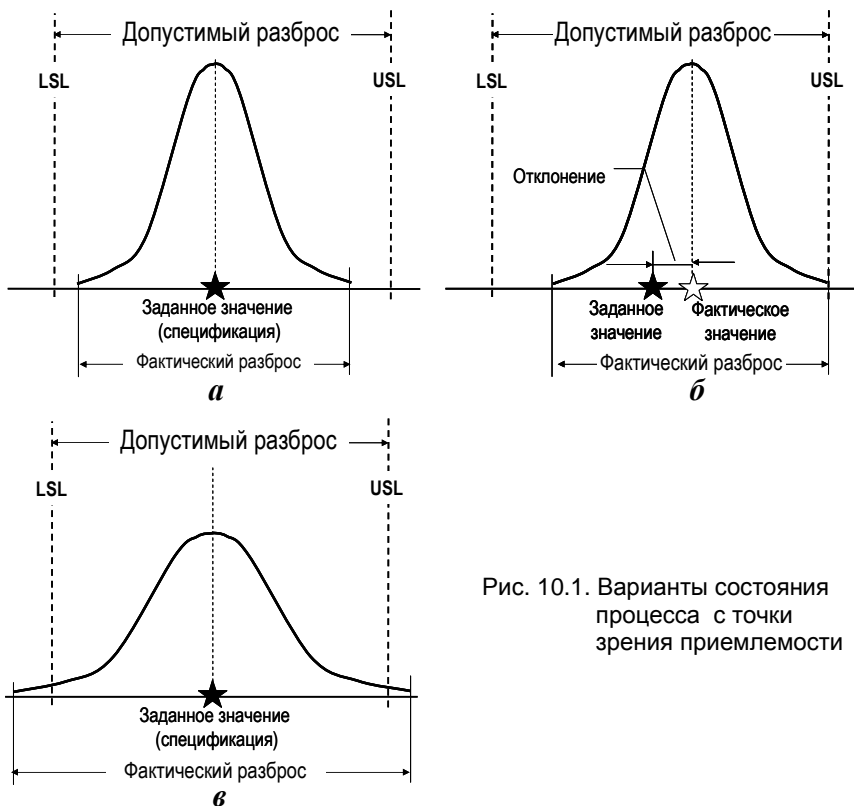 Допустимый разброс
LSL
USL
Заданное значение
(спецификация)
Фактический разброс
а
Допустимый разброс
LSL
USL
Отклонение
Заданное значение
Фактическое значение
Фактический разброс
б
Допустимый разброс
LSL
USL
Заданное значение
(спецификация)
Фактический разброс
в
Рис. 10.1. Варианты состояния
процесса с точки
зрения приемлемости